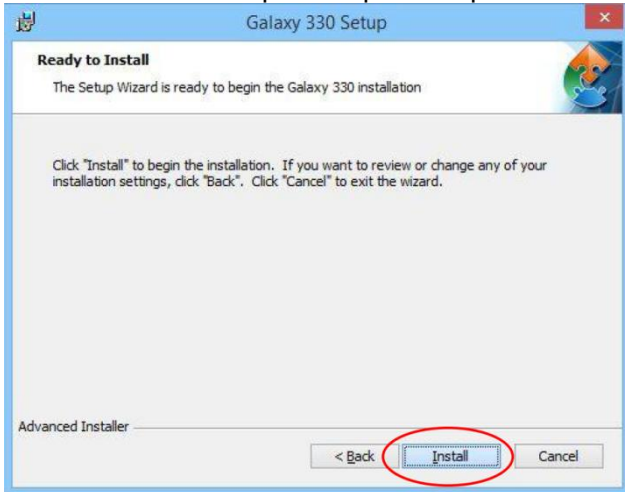 Galaxy 330 Setup
Ready to Install
The Setup Wizard is ready to begin the Galaxy 330 installation
Click "Install" to begin the installation. If you want to review or change any of your
installation settings, click "Back". Click "Cancel" to exit the wizard.
Advanced Installer
< Back Install Cancel